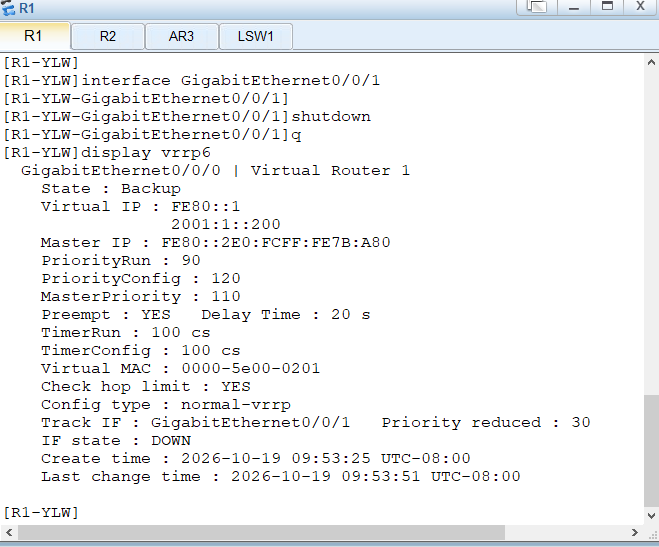 R1
R1 R2 AR3 LSW1
[R1-YLW]
[R1-YLW]interface GigabitEthernet0/0/1
[R1-YLW-GigabitEthernet0/0/1]
[R1-YLW-GigabitEthernet0/0/1]shutdown
[R1-YLW-GigabitEthernet0/0/1]q
[R1-YLW]display vrrp6
GigabitEthernet0/0/0 | Virtual Router 1
State : Backup
Virtual IP : FE80::1
2001:1::200
Master IP : FE80::2E0:FCFF:FE7B:A80
PriorityRun : 90
PriorityConfig : 120
MasterPriority : 110
Preempt : YES Delay Time : 20 s
TimerRun : 100 cs
TimerConfig : 100 cs
Virtual MAC : 0000-5e00-0201
Check hop limit : YES
Config type : normal-vrrp
Track IF : GigabitEthernet0/0/1 Priority reduced : 30
IF state : DOWN
Create time : 2026-10-19 09:53:25 UTC-08:00
Last change time : 2026-10-19 09:53:51 UTC-08:00
[R1-YLW]